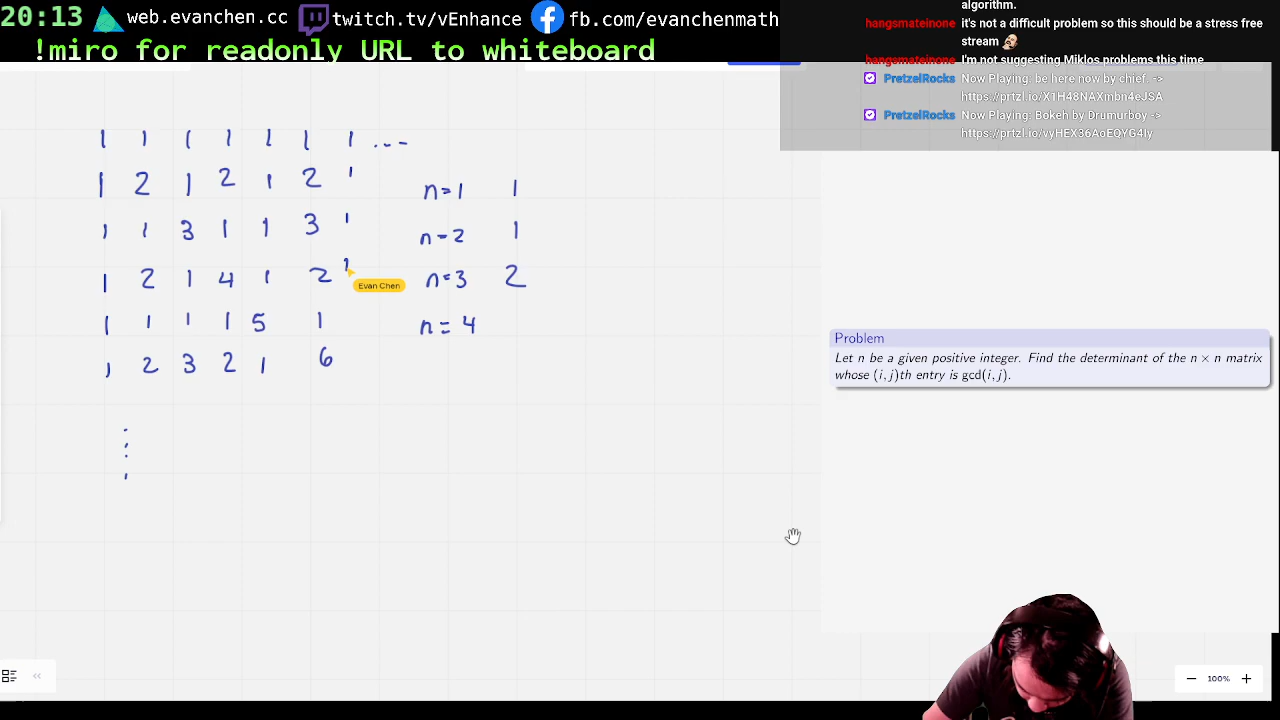 20:13 web.evanchen.cc twitch.tv/vEnhance fb.com/evanchenmath
!miro for readonly URL to whiteboard
algorithm.
hangsmateinone it's not a difficult problem so this should be a stress free
stream
hangsmateinone I'm not suggesting Miklos problems this time
PretzelRocks Now Playing: be here now by chief. ->
https://prtzl.io/X1H48NAXmbn4eJSA
PretzelRocks Now Playing: Bokeh by Drumurboy ->
https://prtzl.io/vyHEX36AoEQYG4Iy
1 1 1 1 1 1 1 ...
1 2 1 2 1 2 1
1 1 3 1 1 3 1
1 2 1 4 1 2 1
1 1 1 1 5 1
1 2 3 2 1 6
n=1 1
n=2 1
n=3 2
n=4
Evan Chen
Problem
Let n be a given positive integer. Find the determinant of the n × n matrix
whose (i, j)th entry is gcd(i, j).
100%